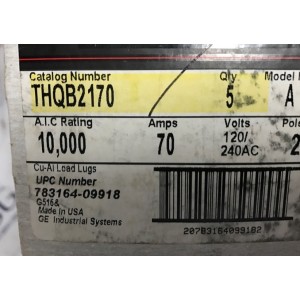 Catalog Number Qty Model
THQB2170 5 A
A.I.C Rating Amps Volts Pole
10,000 70 120/
240AC 2
Cu-Al Load Lugs
UPC Number
783164-09918
G516&
Made in USA
GE Industrial Systems
20783164099182